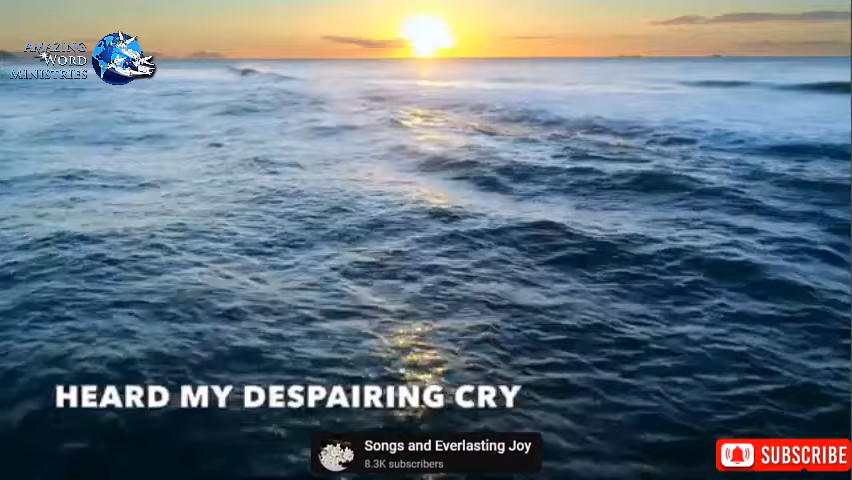 AMAZING
WORD
MINISTRIES
HEARD MY DESPAIRING CRY
Songs and Everlasting Joy
8.3K subscribers
SUBSCRIBE